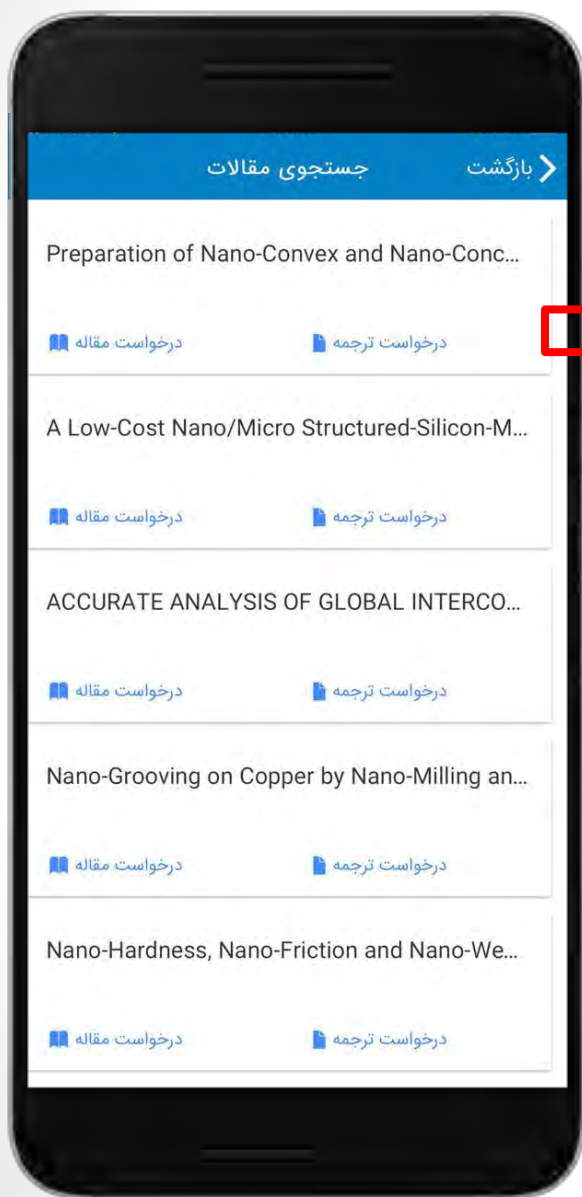 بازگشت
جستجوی مقالات
Preparation of Nano-Convex and Nano-Conc...
درخواست ترجمه
درخواست مقاله
A Low-Cost Nano/Micro Structured-Silicon-M...
درخواست ترجمه
درخواست مقاله
ACCURATE ANALYSIS OF GLOBAL INTERCO...
درخواست ترجمه
درخواست مقاله
Nano-Grooving on Copper by Nano-Milling an...
درخواست ترجمه
درخواست مقاله
Nano-Hardness, Nano-Friction and Nano-We...
درخواست ترجمه
درخواست مقاله